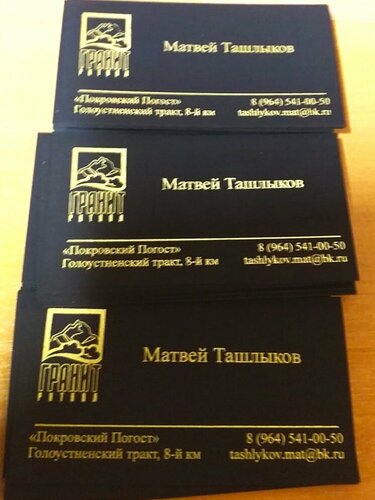 ГРАНИТ
РИТУАЛ
Матвей Ташлыков
«Покровский Погост»
Голоустненский тракт, 8-й км
8 (964) 541-00-50
tashlykov.mat@bk.ru
ГРАНИТ
РИТУАЛ
Матвей Ташлыков
«Покровский Погост»
Голоустненский тракт, 8-й км
8 (964) 541-00-50
tashlykov.mat@bk.ru
ГРАНИТ
РИТУАЛ
Матвей Ташлыков
«Покровский Погост»
Голоустненский тракт, 8-й км
8 (964) 541-00-50
tashlykov.mat@bk.ru